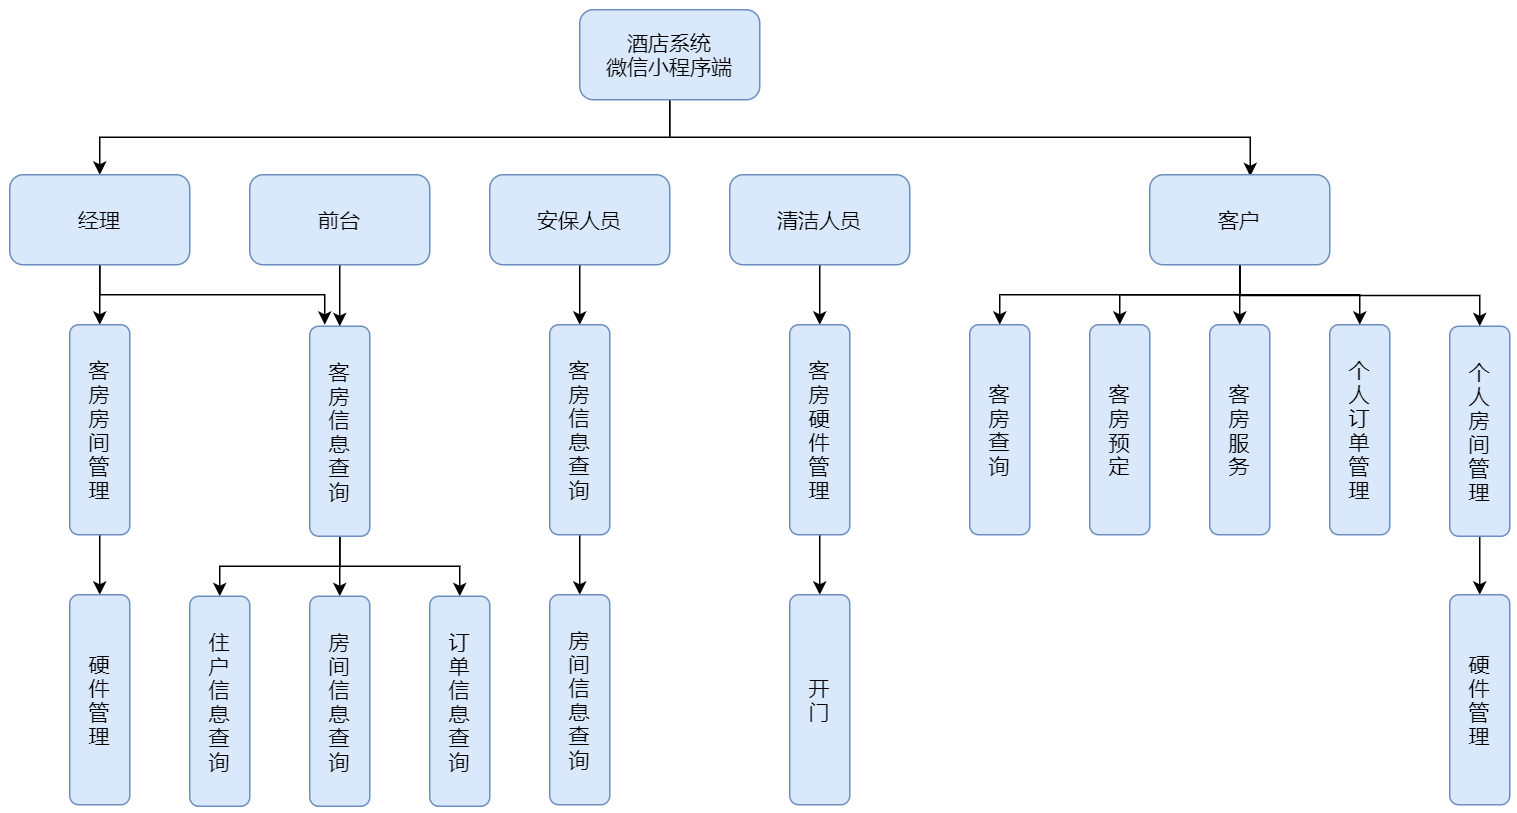 酒店系统
微信小程序端
经理
前台
安保人员
清洁人员
客户
客房房间管理
客房信息查询
客房信息查询
客房硬件管理
客房查询
客房预定
客房服务
个人订单管理
个人房间管理
硬件管理
住户信息查询
房间信息查询
订单信息查询
房间信息查询
开门
硬件管理